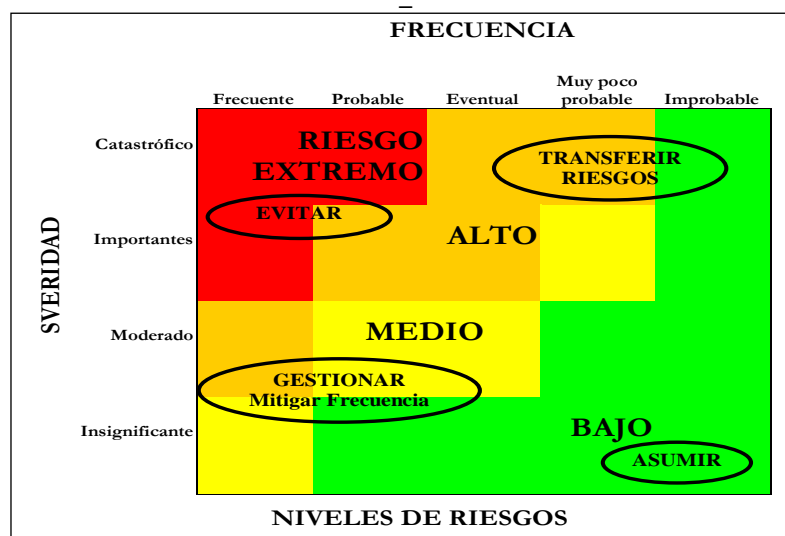 FRECUENCIA
Frecuente
Probable
Eventual
Muy poco
probable
Improbable
SVERIDAD
Catastrófico
RIESGO
EXTREMO
TRANSFERIR
RIESGOS
EVITAR
Importantes
ALTO
Moderado
MEDIO
GESTIONAR
Mitigar Frecuencia
Insignificante
BAJO
ASUMIR
NIVELES DE RIESGOS